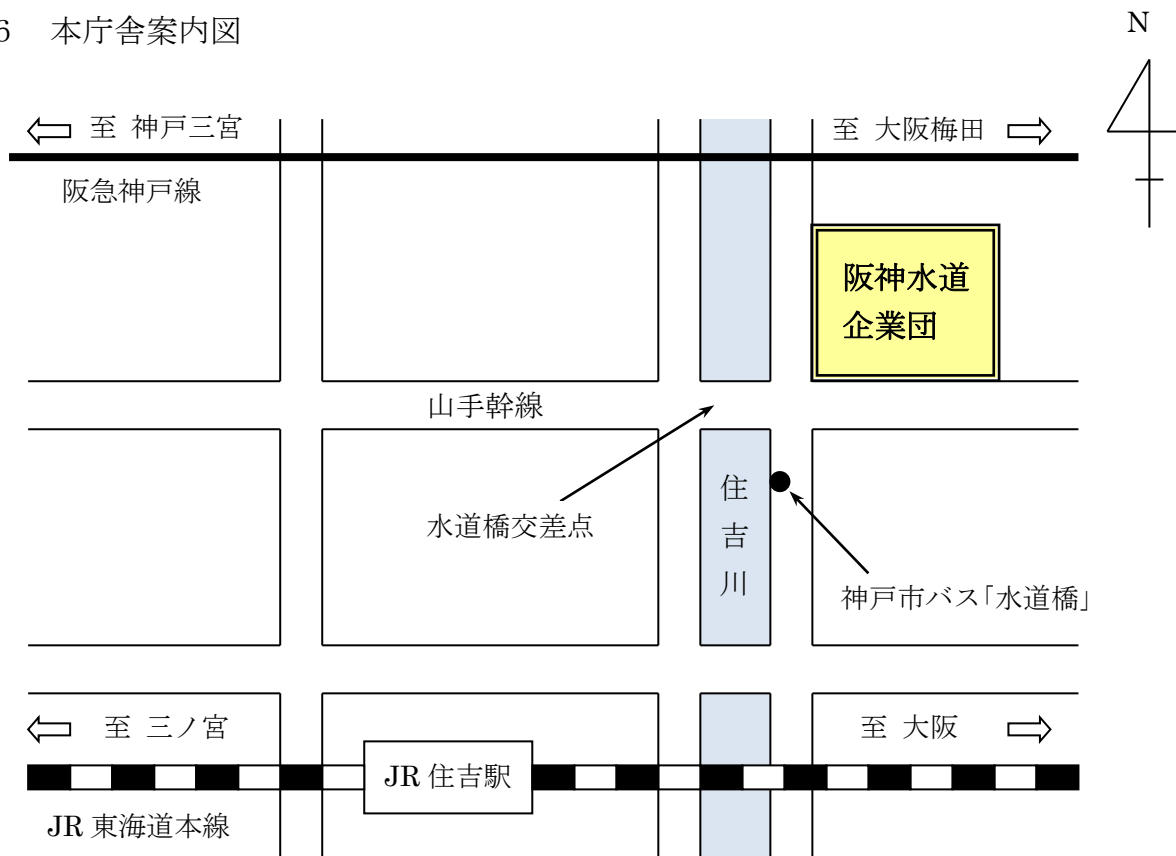 6　本庁舎案内図
N
至 神戸三宮
至 大阪梅田
阪急神戸線
阪神水道
企業団
山手幹線
水道橋交差点
住吉川
神戸市バス「水道橋」
至 三ノ宮
至 大阪
JR 住吉駅
JR 東海道本線